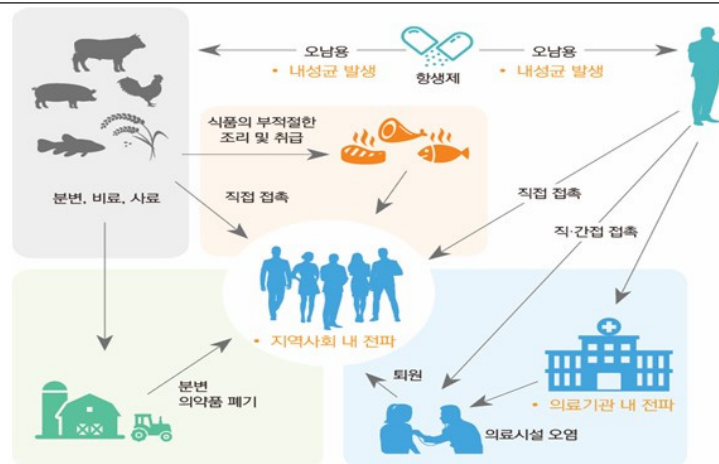 오남용
• 내성균 발생
항생제
오남용
• 내성균 발생
식품의 부적절한
조리 및 취급
분변, 비료, 사료
직접 접촉
직접 접촉
직·간접 접촉
• 지역사회 내 전파
분변
의약품 폐기
퇴원
• 의료기관 내 전파
의료시설 오염